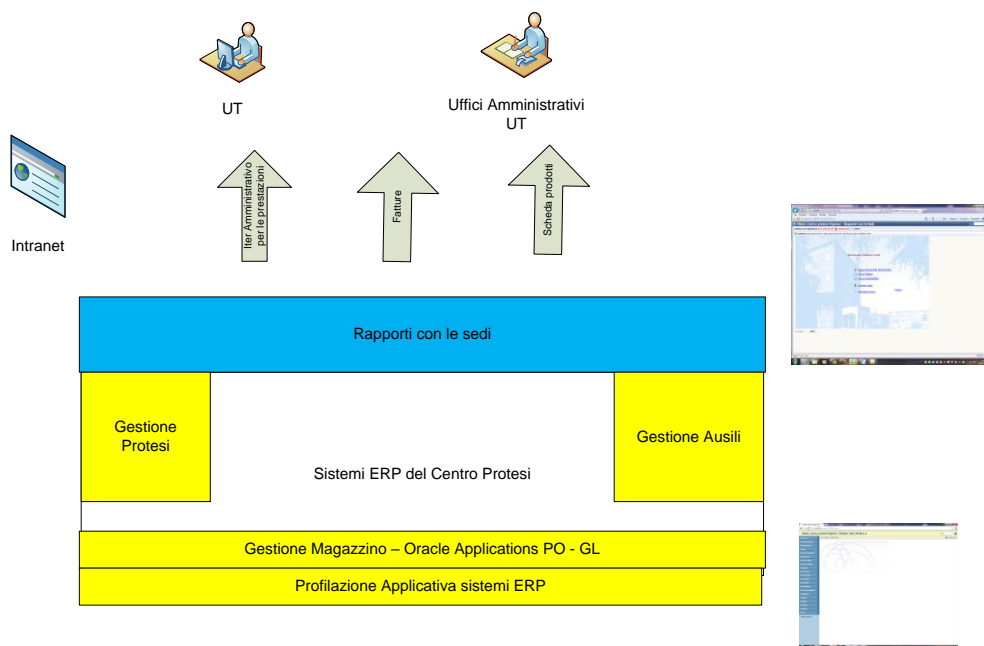 UT
Uffici Amministrativi
UT
Intranet
Iter Amministrativo
per le prestazioni
Fatture
Scheda prodotti
Rapporti con le sedi
Gestione
Protesi
Gestione Ausili
Sistemi ERP del Centro Protesi
Gestione Magazzino – Oracle Applications PO - GL
Profilazione Applicativa sistemi ERP